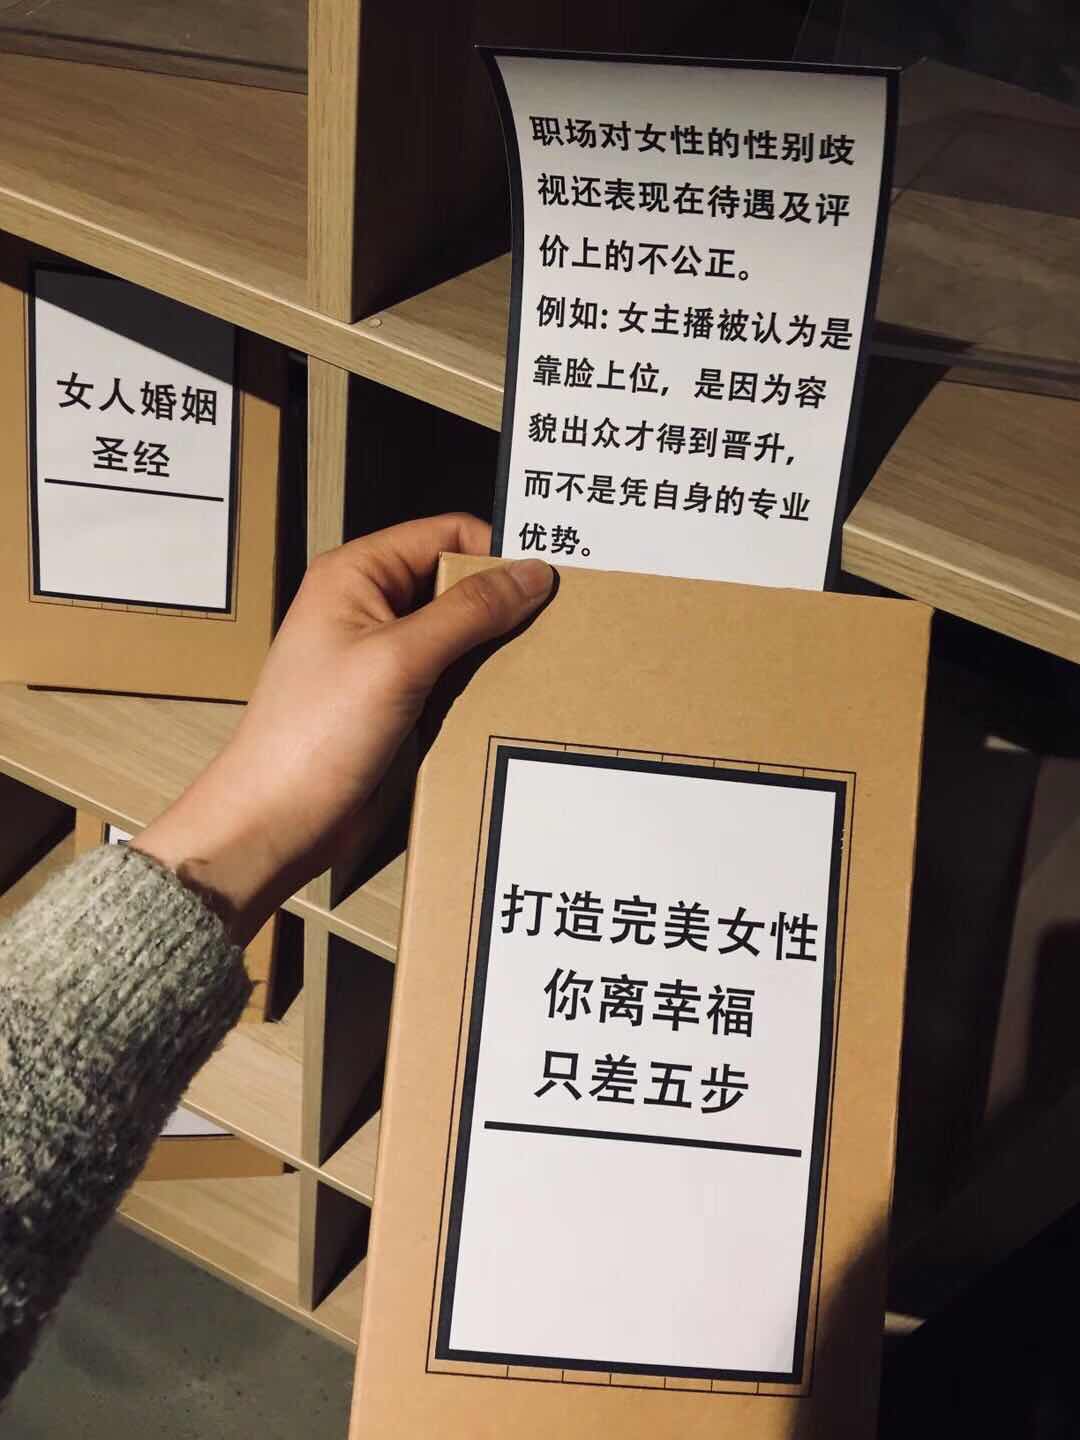 职场对女性的性别歧
视还表现在待遇及评
价上的不公正。
例如：女主播被认为是
靠脸上位，是因为容
貌出众才得到晋升，
而不是凭自身的专业
优势。
女人婚姻
圣经
打造完美女性
你离幸福
只差五步